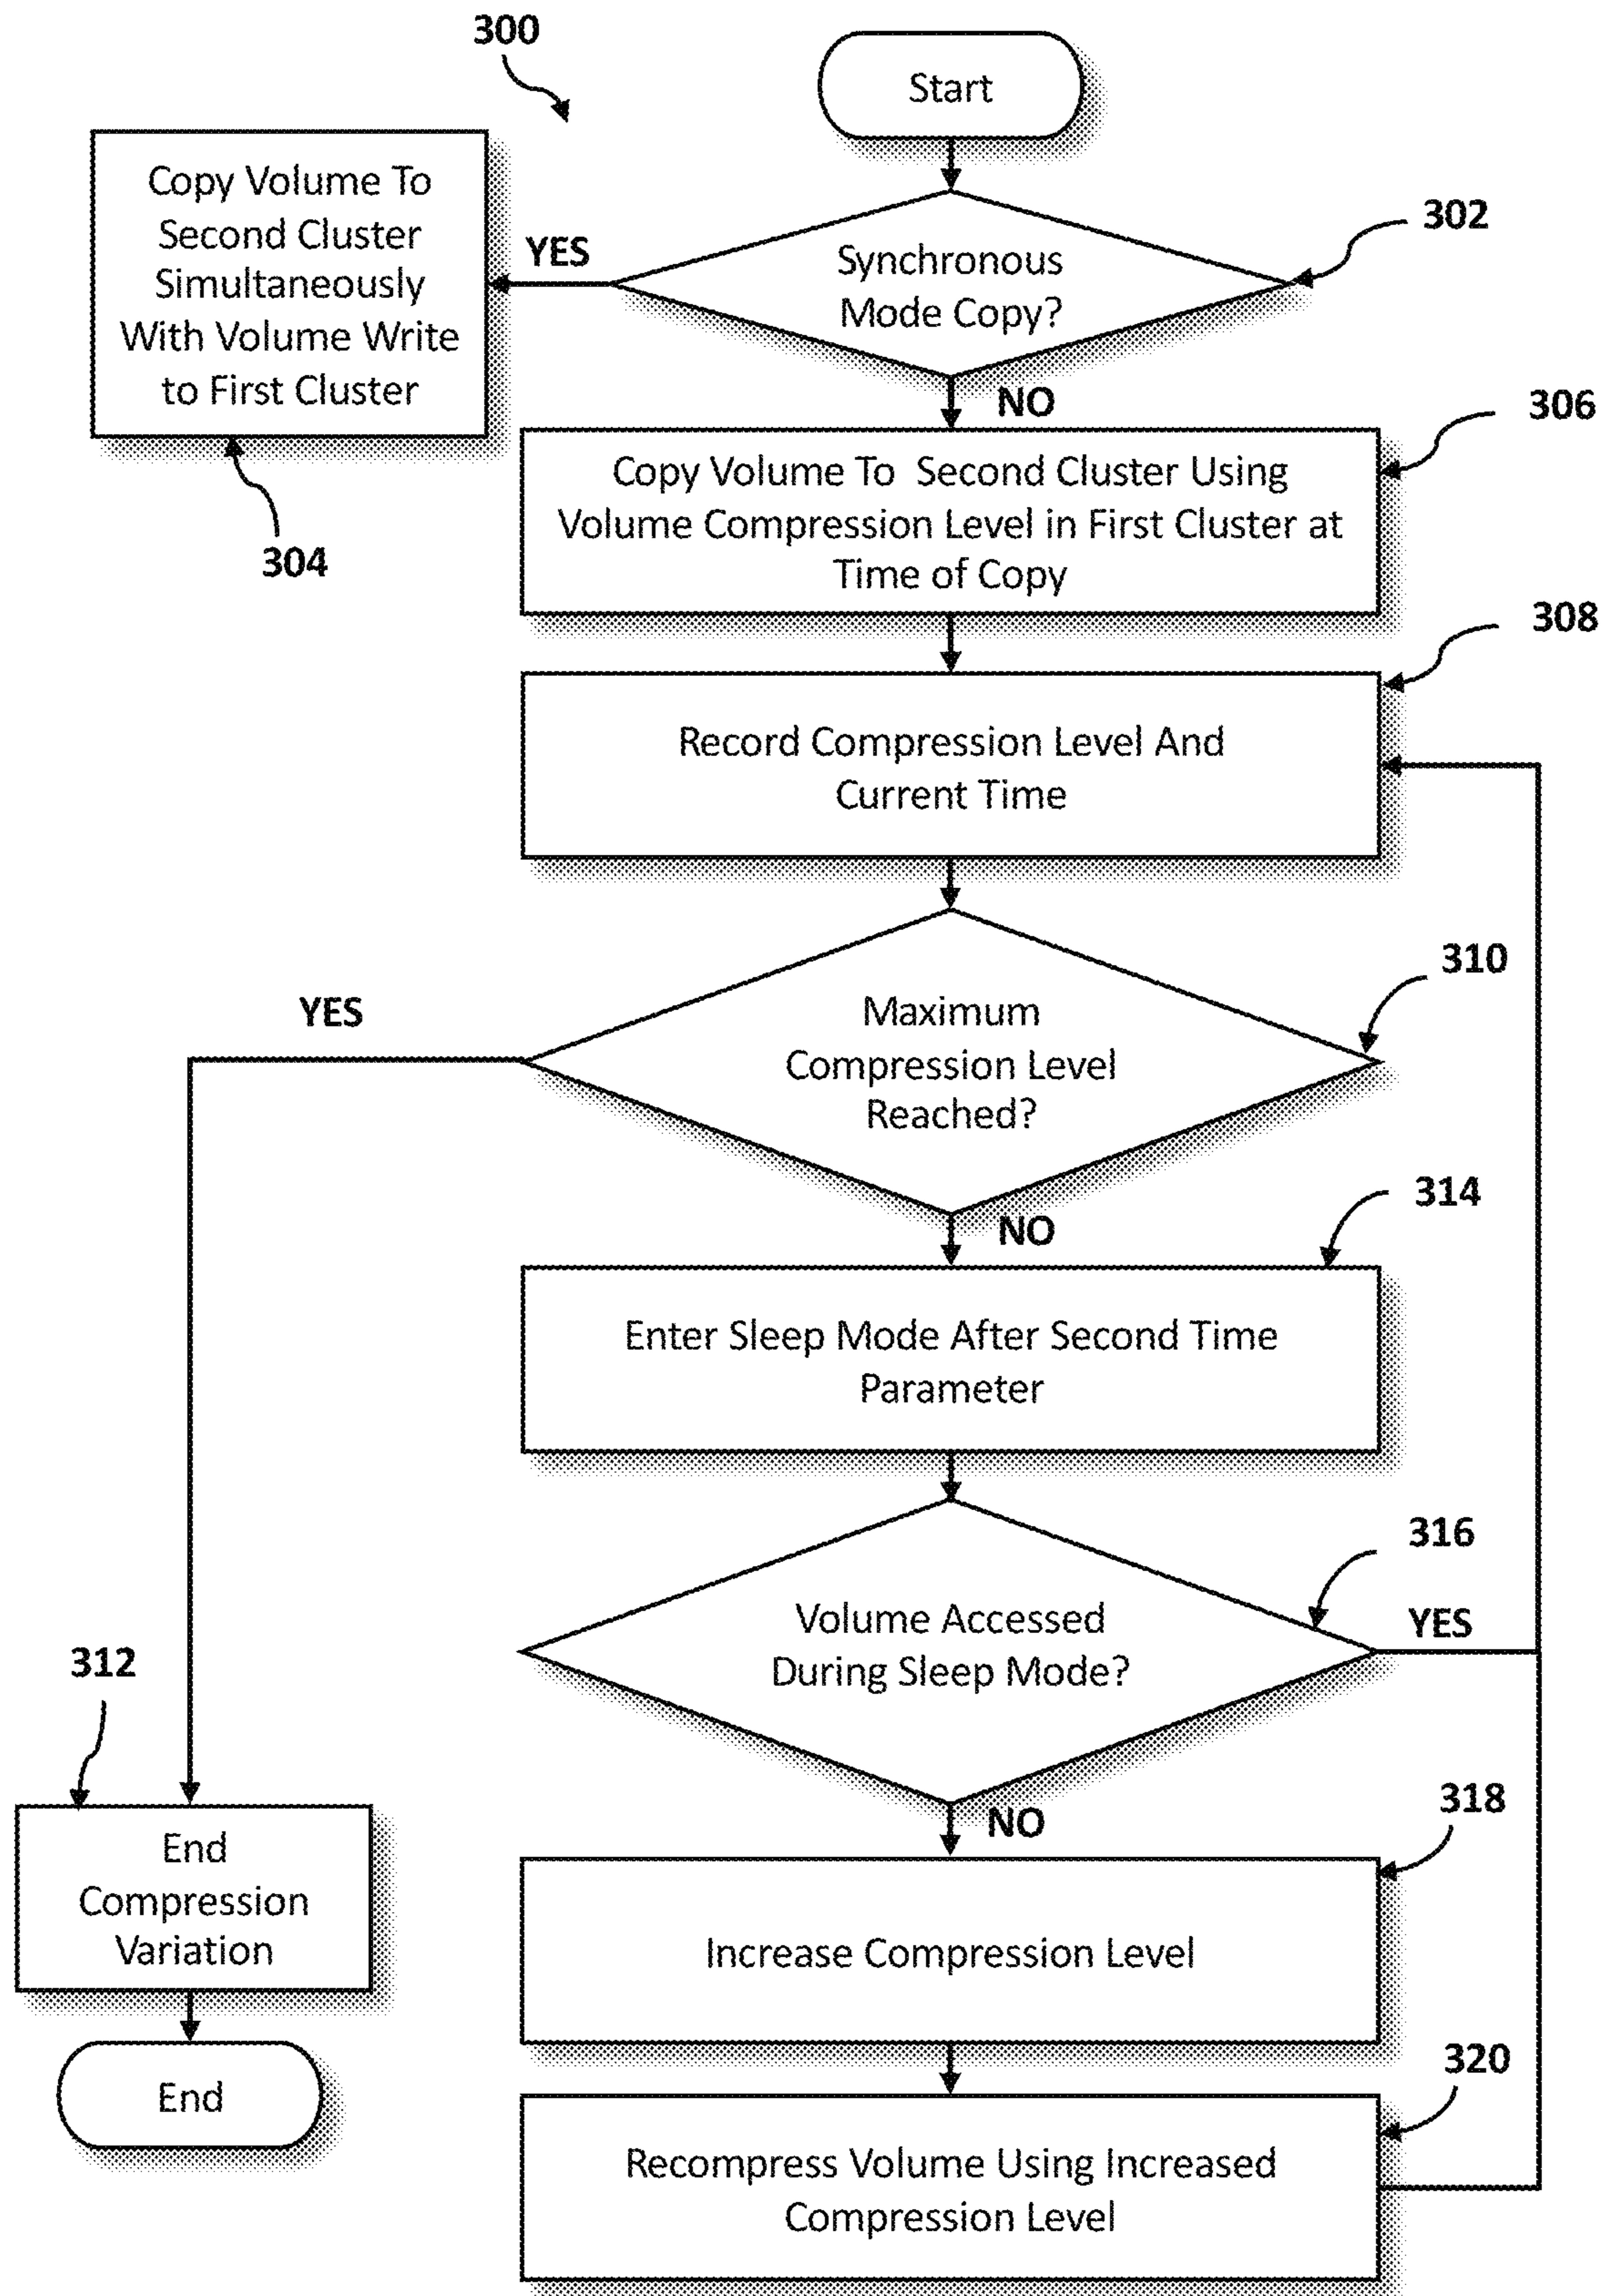 300
Start
Copy Volume To
Second Cluster
Simultaneously
With Volume Write
to First Cluster
YES
Synchronous
Mode Copy?
302
304
NO
306
Copy Volume To Second Cluster Using
Volume Compression Level in First Cluster at
Time of Copy
308
Record Compression Level And
Current Time
310
YES
Maximum
Compression Level
Reached?
NO
314
Enter Sleep Mode After Second Time
Parameter
316
Volume Accessed
During Sleep Mode?
YES
312
NO
318
End
Compression
Variation
Increase Compression Level
End
320
Recompress Volume Using Increased
Compression Level